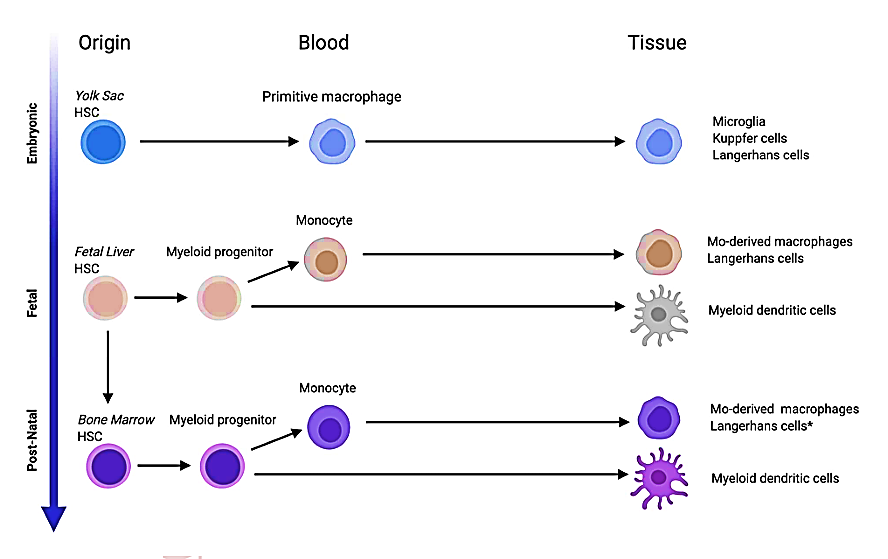 Origin
Blood
Tissue
Embryonic
Yolk Sac
HSC
Primitive macrophage
Microglia
Kupffer cells
Langerhans cells
Fetal
Fetal Liver
HSC
Myeloid progenitor
Monocyte
Mo-derived macrophages
Langerhans cells
Myeloid dendritic cells
Post-Natal
Bone Marrow
HSC
Myeloid progenitor
Monocyte
Mo-derived macrophages
Langerhans cells*
Myeloid dendritic cells